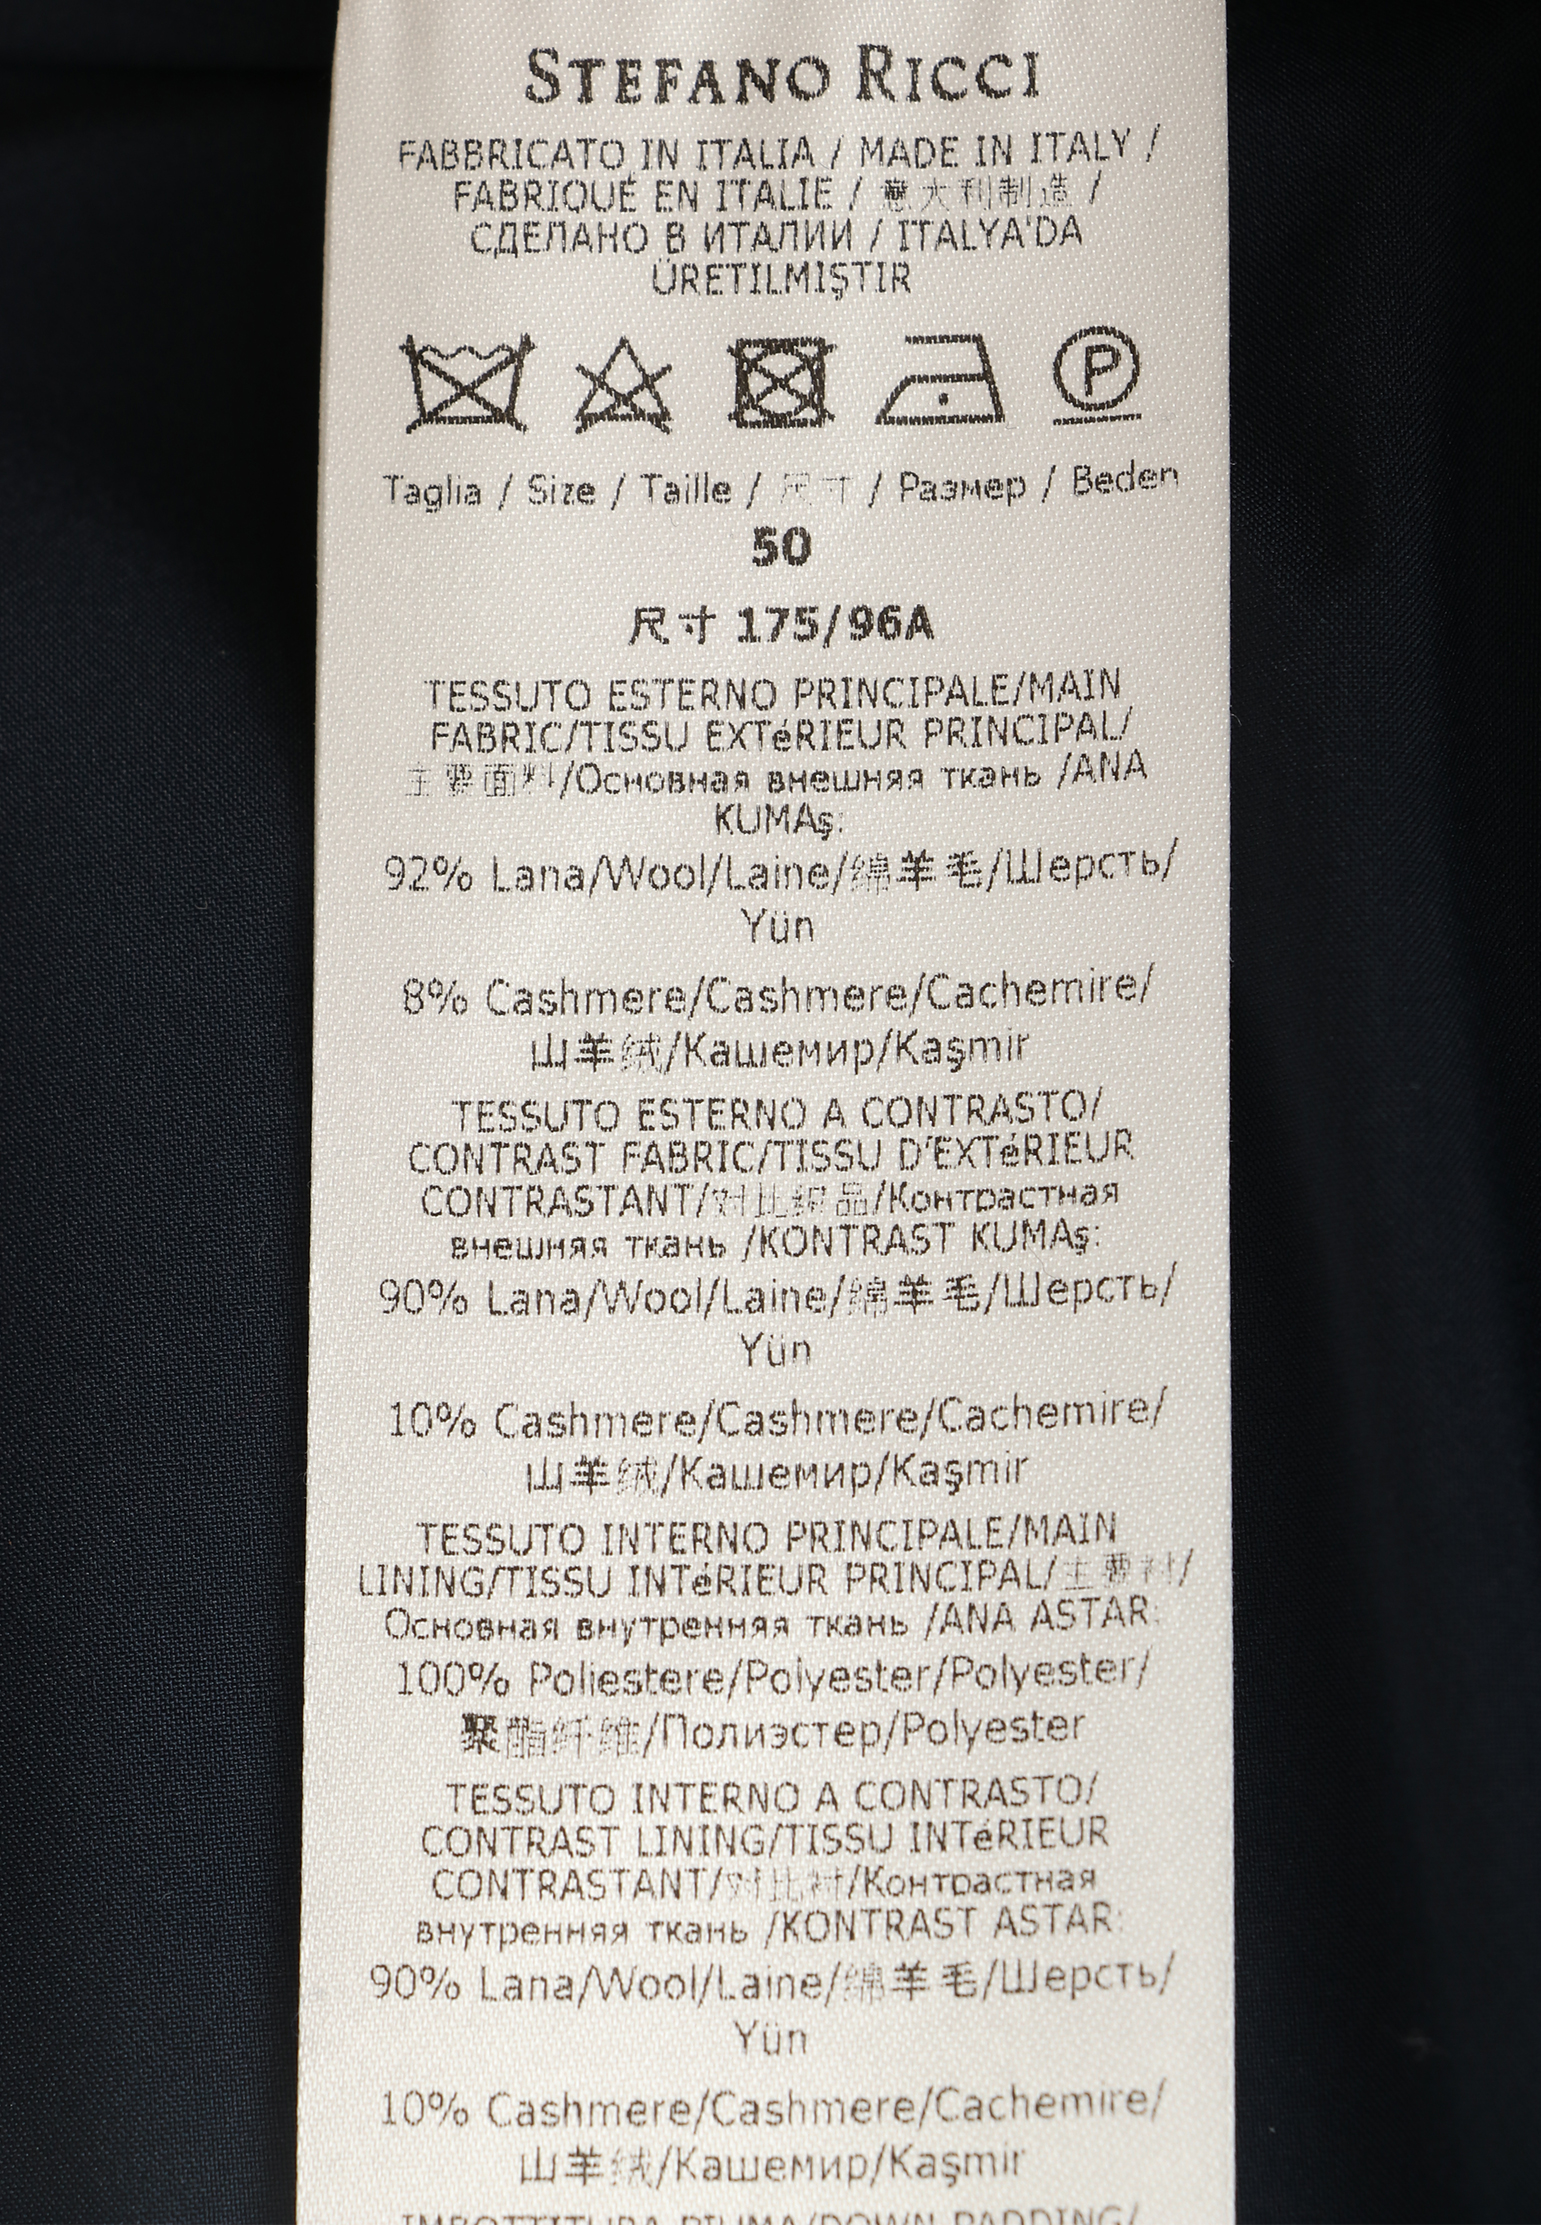 STEFANO RICCI
FABBRICATO IN ITALIA / MADE IN ITALY /
FABRIQUÉ EN ITALIE / 意大利制造 /
СДЕЛАНО В ИТАЛИИ / ITALYA'DA
ÜRETILMIŞTIR
P
Taglia / Size / Taille / 尺寸 / Размер / Beden
50
尺寸 175/96A
TESSUTO ESTERNO PRINCIPALE/MAIN
FABRIC/TISSU EXTéRIEUR PRINCIPAL/
主要面料/Основная внешняя ткань /ANA
KUMAş:
92% Lana/Wool/Laine/绵羊毛/Шерсть/
Yün
8% Cashmere/Cashmere/Cachemire/
山羊绒/Кашемир/Kaşmir
TESSUTO ESTERNO A CONTRASTO/
CONTRAST FABRIC/TISSU D'EXTéRIEUR
CONTRASTANT/对比织品/Контрастная
внешняя ткань /KONTRAST KUMAş:
90% Lana/Wool/Laine/绵羊毛/Шерсть/
Yün
10% Cashmere/Cashmere/Cachemire/
山羊绒/Кашемир/Kaşmir
TESSUTO INTERNO PRINCIPALE/MAIN
LINING/TISSU INTéRIEUR PRINCIPAL/主要衬/
Основная внутренняя ткань /ANA ASTAR:
100% Poliestere/Polyester/Polyester/
聚酯纤维/Полиэстер/Polyester
TESSUTO INTERNO A CONTRASTO/
CONTRAST LINING/TISSU INTéRIEUR
CONTRASTANT/对比衬/Контрастная
внутренняя ткань /KONTRAST ASTAR:
90% Lana/Wool/Laine/绵羊毛/Шерсть/
Yün
10% Cashmere/Cashmere/Cachemire/
山羊绒/Кашемир/Kaşmir
IMBOTTITURA PIUMA/DOWN PADDING/